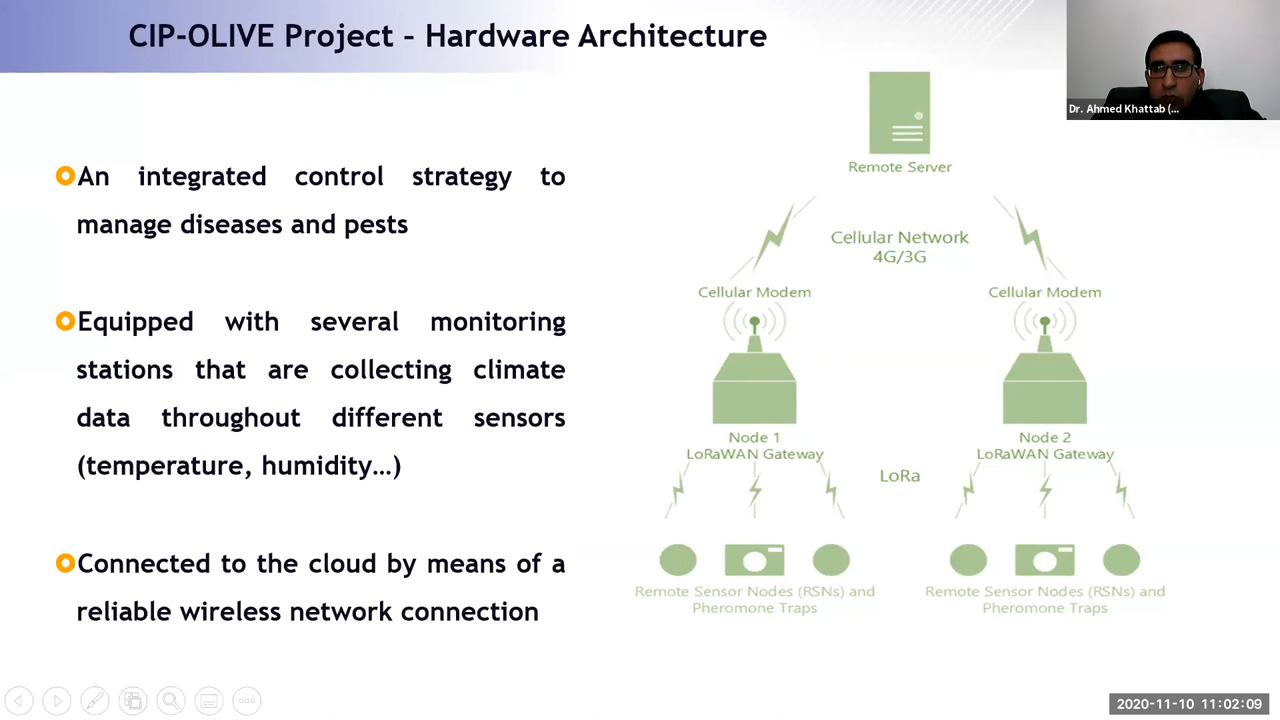 CIP-OLIVE Project – Hardware Architecture
Dr. Ahmed Khattab (...
An integrated control strategy to
manage diseases and pests
Equipped with several monitoring
stations that are collecting climate
data throughout different sensors
(temperature, humidity…)
Connected to the cloud by means of a
reliable wireless network connection
Remote Server
Cellular Network
4G/3G
Cellular Modem
Cellular Modem
Node 1
LoRaWAN Gateway
Node 2
LoRaWAN Gateway
LoRa
Remote Sensor Nodes (RSNs) and
Pheromone Traps
Remote Sensor Nodes (RSNs) and
Pheromone Traps
2020-11-10 11:02:09